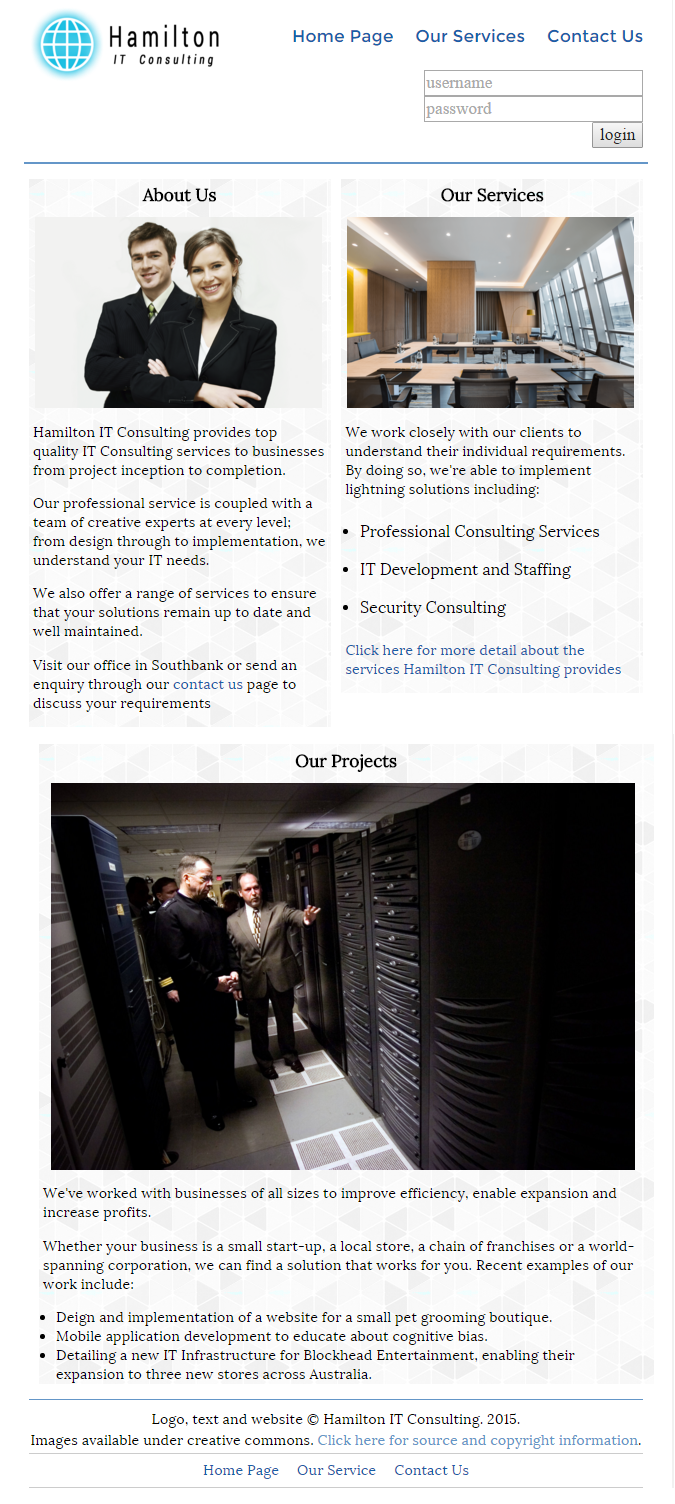 Hamilton
IT Consulting
Home Page Our Services Contact Us
username
password
login
About Us
Hamilton IT Consulting provides top
quality IT Consulting services to businesses
from project inception to completion.
Our professional service is coupled with a
team of creative experts at every level;
from design through to implementation, we
understand your IT needs.
We also offer a range of services to ensure
that your solutions remain up to date and
well maintained.
Visit our office in Southbank or send an
enquiry through our contact us page to
discuss your requirements
Our Services
We work closely with our clients to
understand their individual requirements.
By doing so, we're able to implement
lightning solutions including:
• Professional Consulting Services
• IT Development and Staffing
• Security Consulting
Click here for more detail about the
services Hamilton IT Consulting provides
Our Projects
We've worked with businesses of all sizes to improve efficiency, enable expansion and
increase profits.
Whether your business is a small start-up, a local store, a chain of franchises or a world-
spanning corporation, we can find a solution that works for you. Recent examples of our
work include:
• Deign and implementation of a website for a small pet grooming boutique.
• Mobile application development to educate about cognitive bias.
• Detailing a new IT Infrastructure for Blockhead Entertainment, enabling their
expansion to three new stores across Australia.
Logo, text and website © Hamilton IT Consulting. 2015.
Images available under creative commons. Click here for source and copyright information.
Home Page Our Service Contact Us